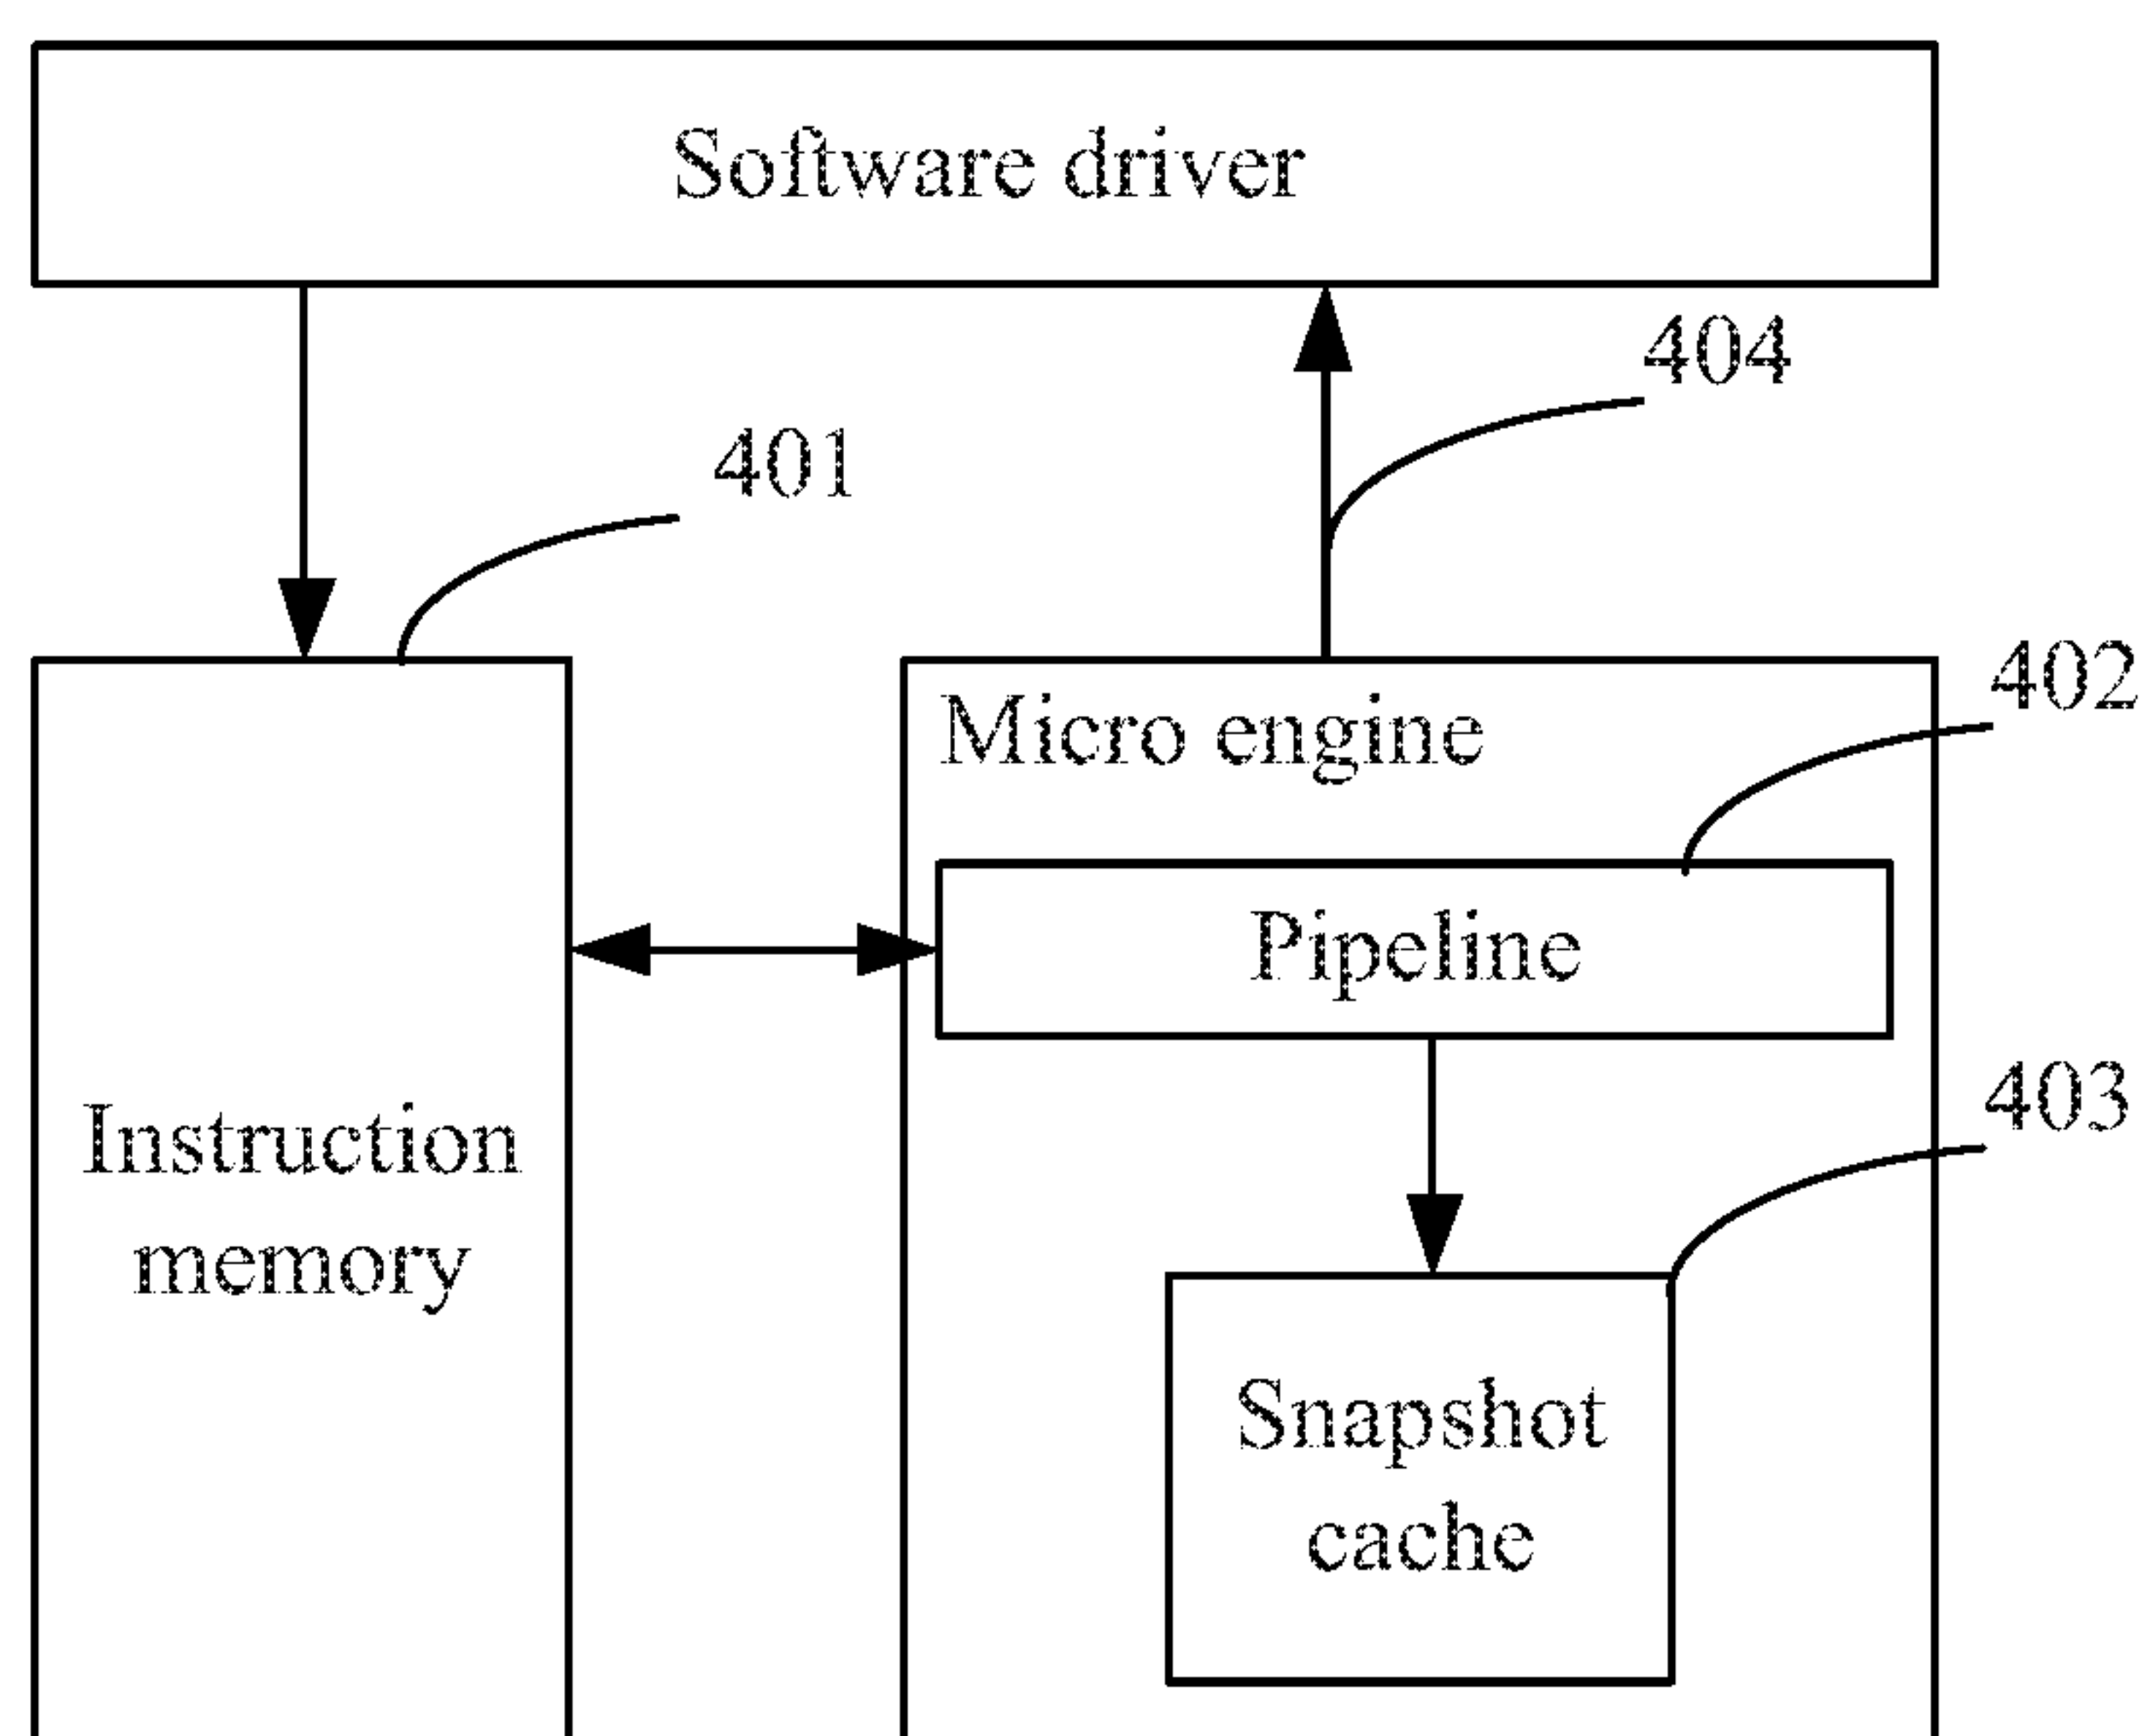 Software driver
404
401
402
Micro engine
Pipeline
403
Instruction
memory
Snapshot
cache